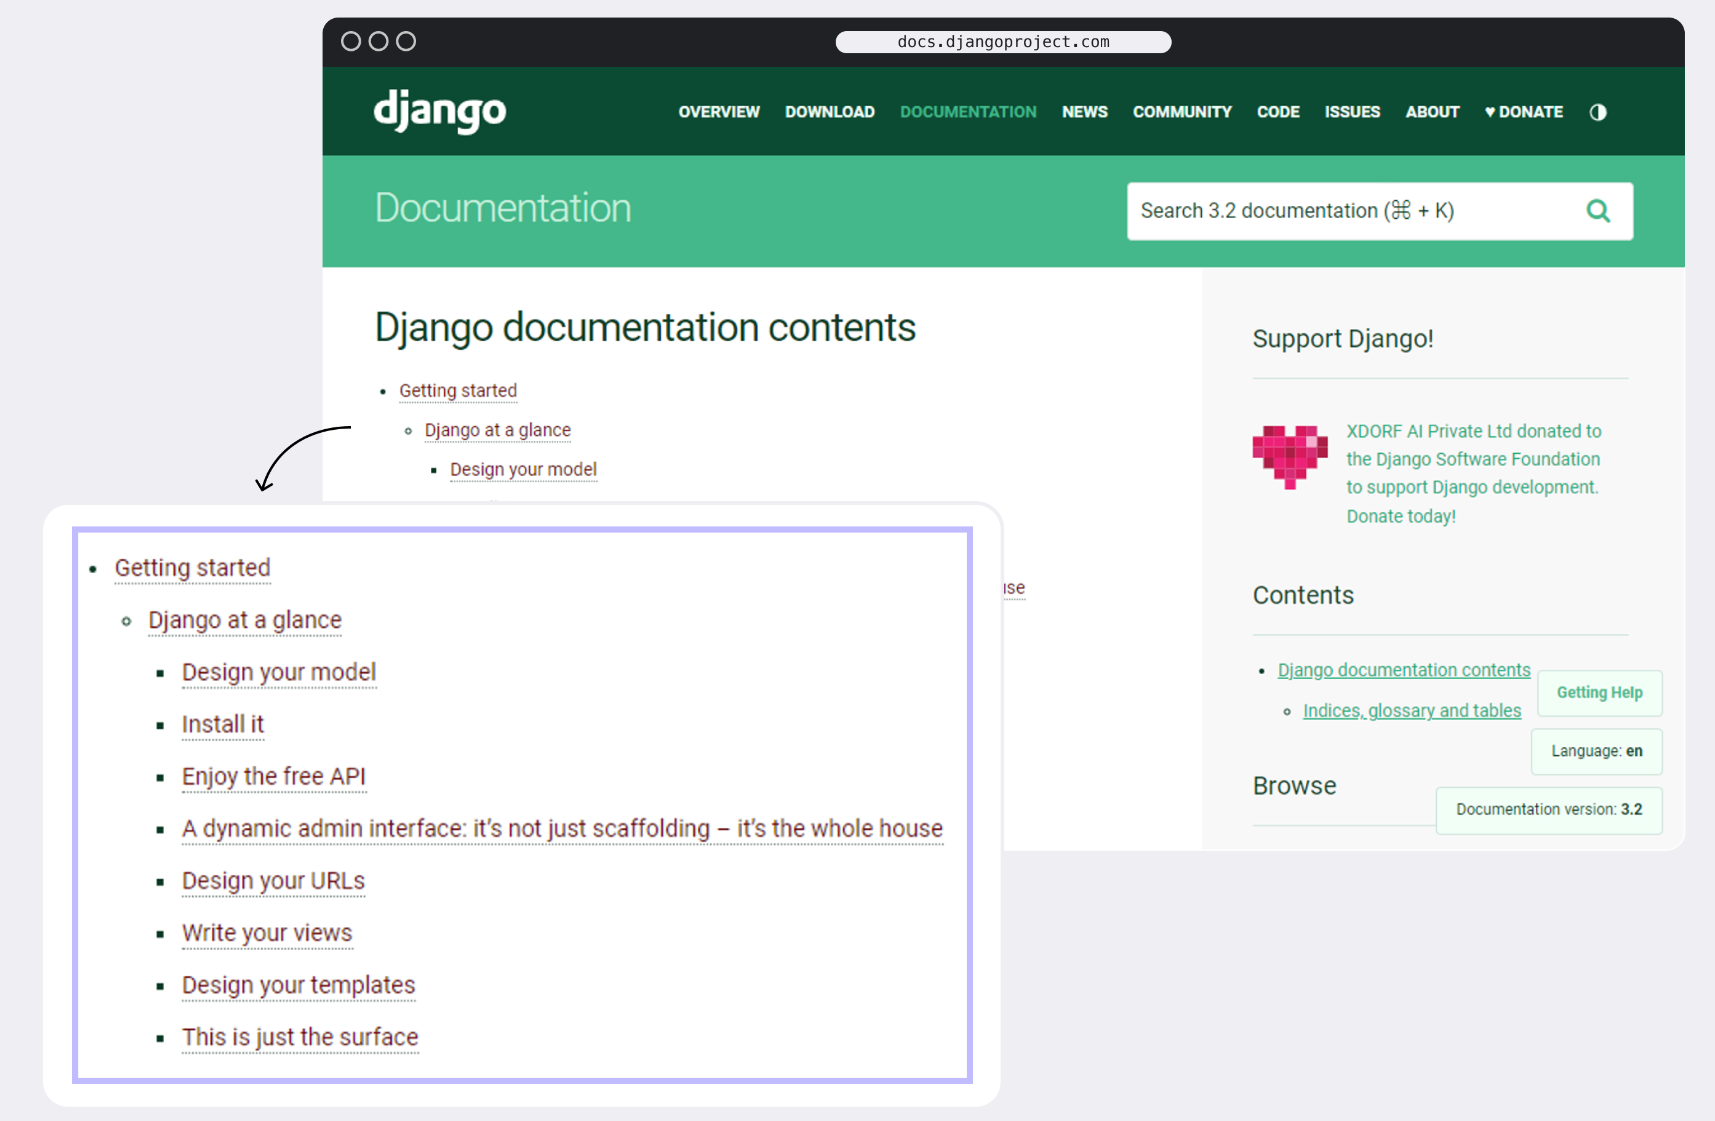 docs.djangoproject.com
django
OVERVIEW DOWNLOAD DOCUMENTATION NEWS COMMUNITY CODE ISSUES ABOUT ♥ DONATE
Documentation
Search 3.2 documentation (⌘ + K)
Django documentation contents
• Getting started
◦ Django at a glance
▪ Design your model
Support Django!
XDORF AI Private Ltd donated to
the Django Software Foundation
to support Django development.
Donate today!
Contents
• Django documentation contents
◦ Indices, glossary and tables
Browse
Getting Help
Language: en
Documentation version: 3.2
• Getting started
◦ Django at a glance
▪ Design your model
▪ Install it
▪ Enjoy the free API
▪ A dynamic admin interface: it’s not just scaffolding – it’s the whole house
▪ Design your URLs
▪ Write your views
▪ Design your templates
▪ This is just the surface